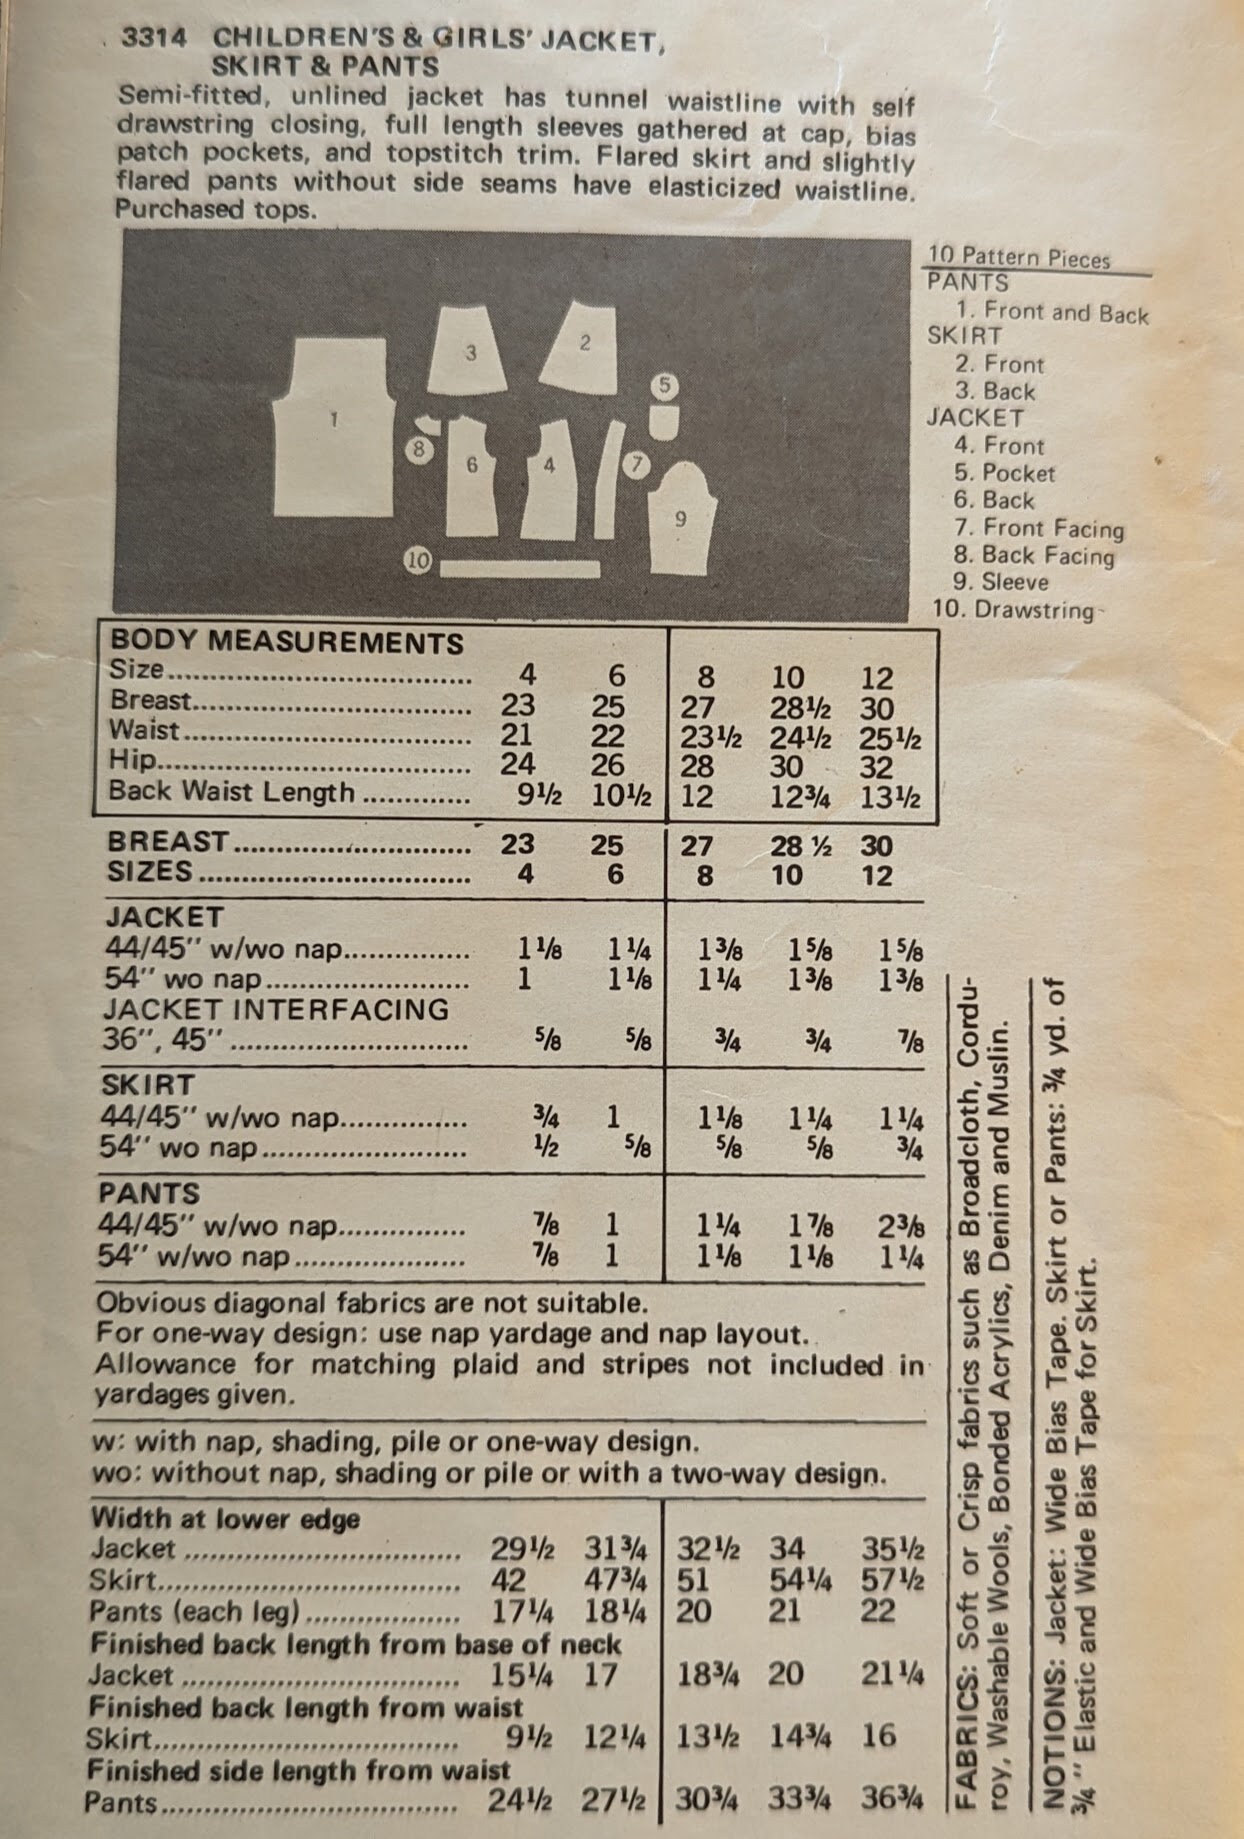 3314 CHILDREN'S & GIRLS' JACKET,
SKIRT & PANTS
Semi-fitted, unlined jacket has tunnel waistline with self
drawstring closing, full length sleeves gathered at cap, bias
patch pockets, and topstitch trim. Flared skirt and slightly
flared pants without side seams have elasticized waistline.
Purchased tops.
10 Pattern Pieces
PANTS
1. Front and Back
SKIRT
2. Front
3. Back
JACKET
4. Front
5. Pocket
6. Back
7. Front Facing
8. Back Facing
9. Sleeve
10. Drawstring
3
2
5
1
8
6
4
7
9
10
BODY MEASUREMENTS
Size.................................. 4 6 8 10 12
Breast............................... 23 25 27 28½ 30
Waist................................ 21 22 23½ 24½ 25½
Hip................................... 24 26 28 30 32
Back Waist Length ............. 9½ 10½ 12 12¾ 13½
BREAST............................ 23 25 27 28 ½ 30
SIZES................................ 4 6 8 10 12
JACKET
44/45" w/wo nap............... 1⅛ 1¼ 1⅜ 1⅝ 1⅝
54" wo nap........................ 1 1⅛ 1¼ 1⅜ 1⅜
JACKET INTERFACING
36", 45"............................ ⅝ ⅝ ¾ ¾ ⅞
SKIRT
44/45" w/wo nap............... ¾ 1 1⅛ 1¼ 1¼
54" wo nap........................ ½ ⅝ ⅝ ⅝ ¾
PANTS
44/45" w/wo nap............... ⅞ 1 1¼ 1⅞ 2⅜
54" w/wo nap.................... ⅞ 1 1⅛ 1⅛ 1¼
Obvious diagonal fabrics are not suitable.
For one-way design: use nap yardage and nap layout.
Allowance for matching plaid and stripes not included in
yardages given.
w: with nap, shading, pile or one-way design.
wo: without nap, shading or pile or with a two-way design.
Width at lower edge
Jacket ................................ 29½ 31¾ 32½ 34 35½
Skirt................................... 42 47¾ 51 54¼ 57½
Pants (each leg).................. 17¼ 18¼ 20 21 22
Finished back length from base of neck
Jacket ................................ 15¼ 17 18¾ 20 21¼
Finished back length from waist
Skirt................................... 9½ 12¼ 13½ 14¾ 16
Finished side length from waist
Pants.................................. 24½ 27½ 30¾ 33¾ 36¾
FABRICS: Soft or Crisp fabrics such as Broadcloth, Cordu-
roy, Washable Wools, Bonded Acrylics, Denim and Muslin.
NOTIONS: Jacket: Wide Bias Tape. Skirt or Pants: ¾ yd. of
¾" Elastic and Wide Bias Tape for Skirt.